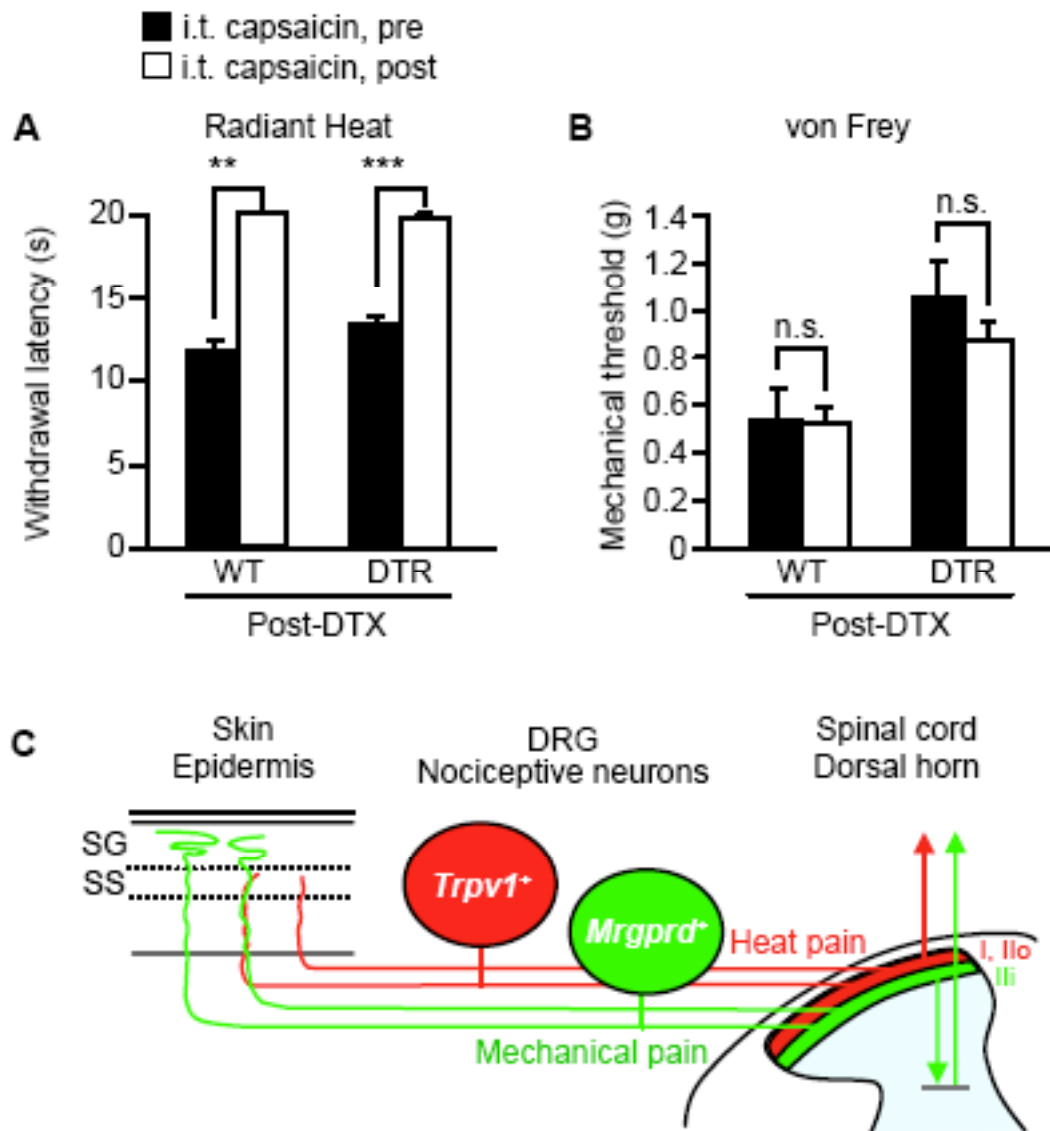 i.t. capsaicin, pre
i.t. capsaicin, post
A
Radiant Heat
** ***
Withdrawal latency (s)
20
15
10
5
0
WT DTR
Post-DTX
B
von Frey
n.s.
n.s.
Mechanical threshold (g)
1.4
1.2
1.0
0.8
0.6
0.4
0.2
0
WT DTR
Post-DTX
C
Skin
Epidermis
SG
SS
DRG
Nociceptive neurons
Trpv1⁺
Mrgprd⁺
Heat pain
Mechanical pain
Spinal cord
Dorsal horn
I, IIo
IIi